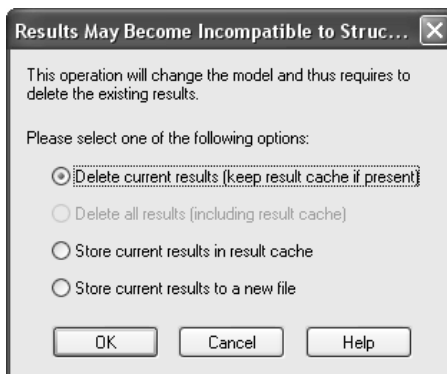 Results May Become Incompatible to Struc...
This operation will change the model and thus requires to
delete the existing results.
Please select one of the following options:
Delete current results (keep result cache if present)
Delete all results (including result cache)
Store current results in result cache
Store current results to a new file
OK Cancel Help